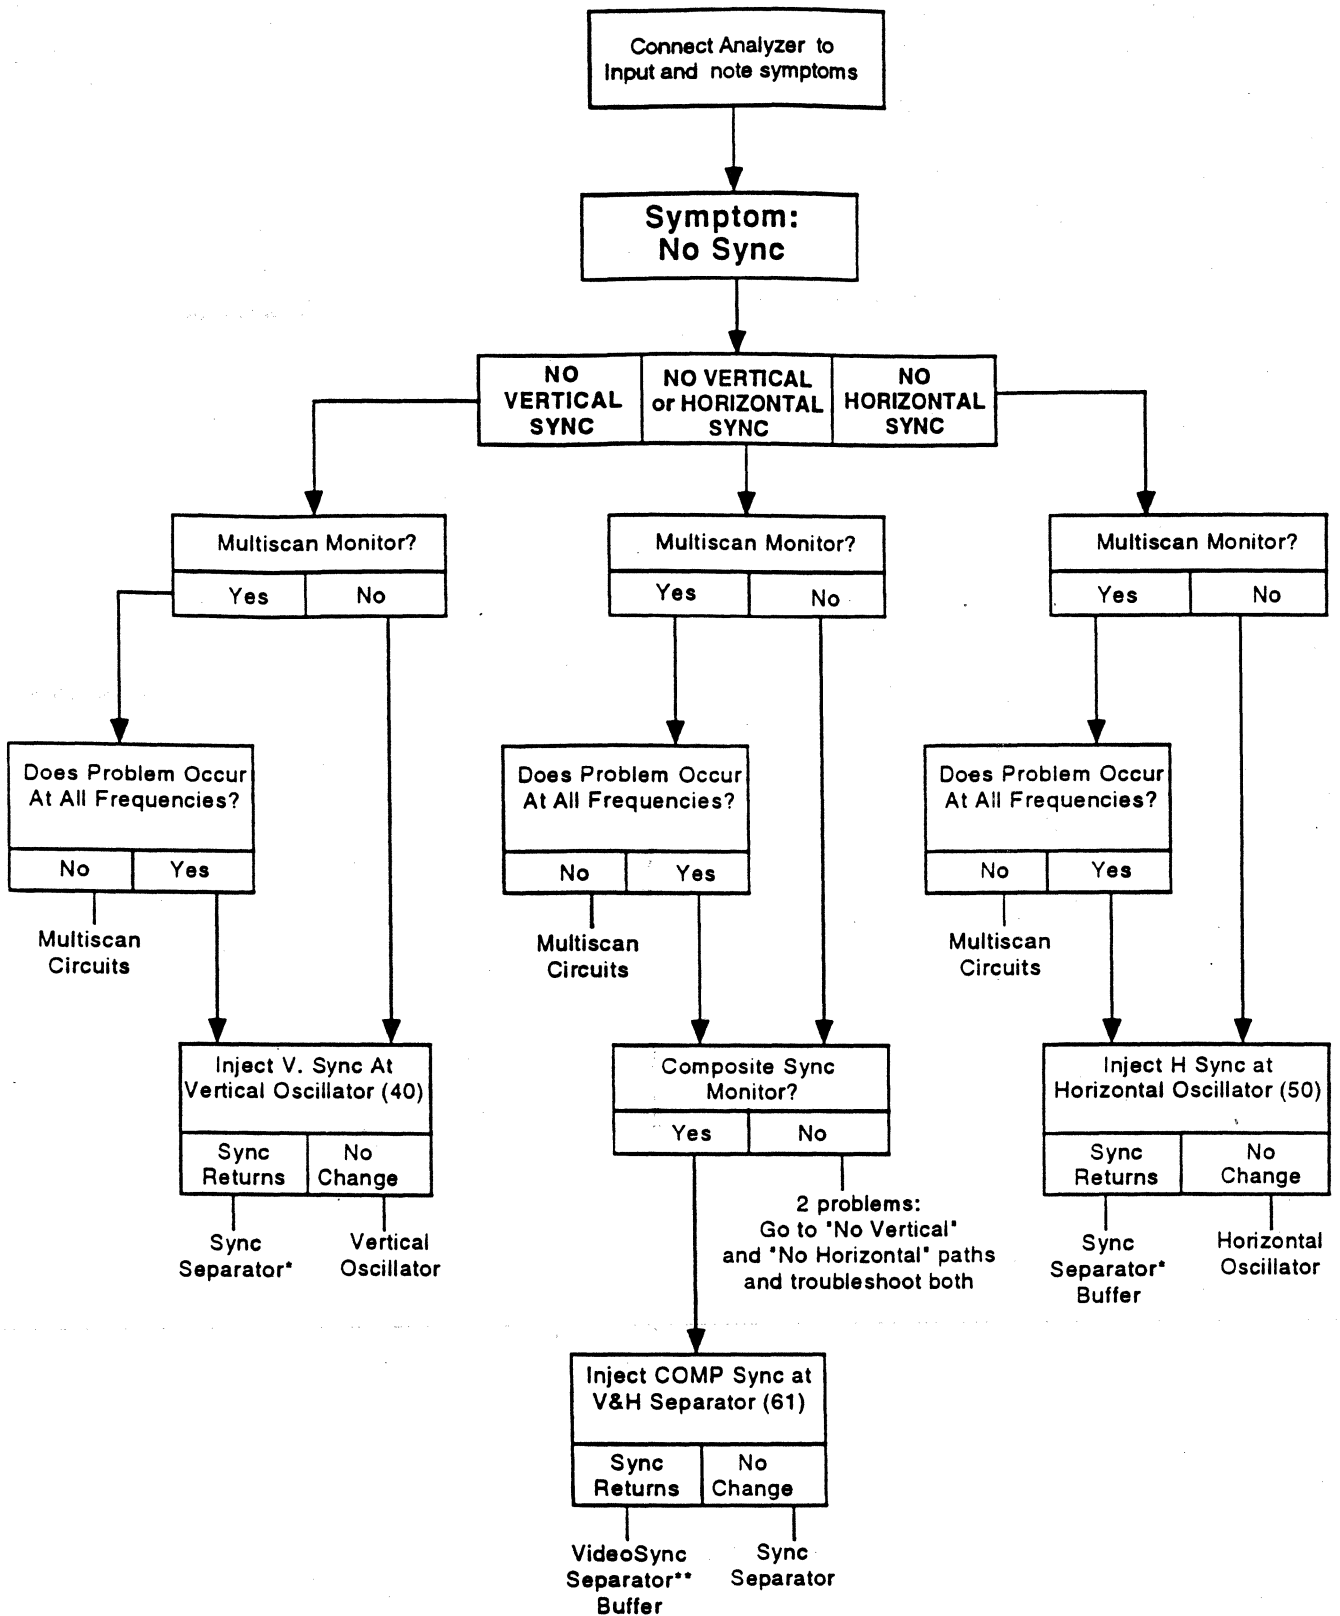 Connect Analyzer to
Input and note symptoms
Symptom:
No Sync
NO
VERTICAL
SYNC
NO VERTICAL
or HORIZONTAL
SYNC
NO
HORIZONTAL
SYNC
Multiscan Monitor?
Yes
No
Multiscan Monitor?
Yes
No
Multiscan Monitor?
Yes
No
Does Problem Occur
At All Frequencies?
No
Yes
Multiscan
Circuits
Does Problem Occur
At All Frequencies?
No
Yes
Multiscan
Circuits
Does Problem Occur
At All Frequencies?
No
Yes
Multiscan
Circuits
Inject V. Sync At
Vertical Oscillator (40)
Sync
Returns
No
Change
Sync
Separator*
Vertical
Oscillator
Composite Sync
Monitor?
Yes
No
2 problems:
Go to "No Vertical"
and "No Horizontal" paths
and troubleshoot both
Inject H Sync at
Horizontal Oscillator (50)
Sync
Returns
No
Change
Sync
Separator*
Buffer
Horizontal
Oscillator
Inject COMP Sync at
V&H Separator (61)
Sync
Returns
No
Change
VideoSync
Separator**
Buffer
Sync
Separator